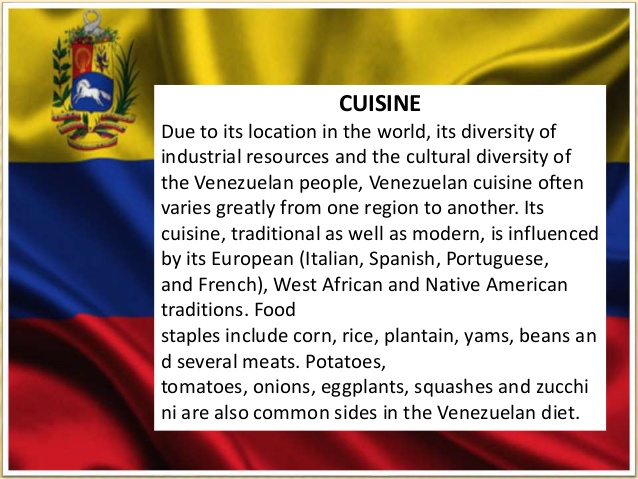 CUISINE
Due to its location in the world, its diversity of
industrial resources and the cultural diversity of
the Venezuelan people, Venezuelan cuisine often
varies greatly from one region to another. Its
cuisine, traditional as well as modern, is influenced
by its European (Italian, Spanish, Portuguese,
and French), West African and Native American
traditions. Food
staples include corn, rice, plantain, yams, beans an
d several meats. Potatoes,
tomatoes, onions, eggplants, squashes and zucchi
ni are also common sides in the Venezuelan diet.